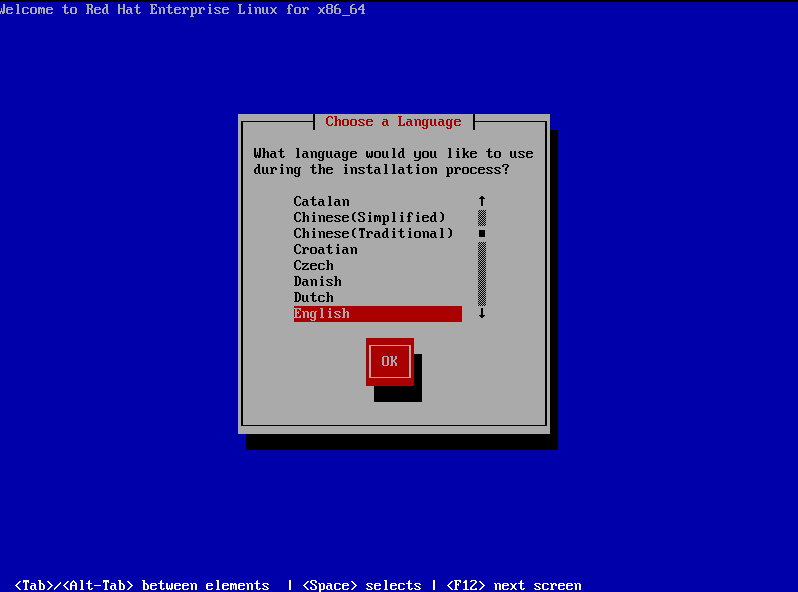 Welcome to Red Hat Enterprise Linux for x86_64
Choose a Language
What language would you like to use
during the installation process?
Catalan
Chinese(Simplified)
Chinese(Traditional)
Croatian
Czech
Danish
Dutch
English
OK
<Tab>/<Alt-Tab> between elements | <Space> selects | <F12> next screen